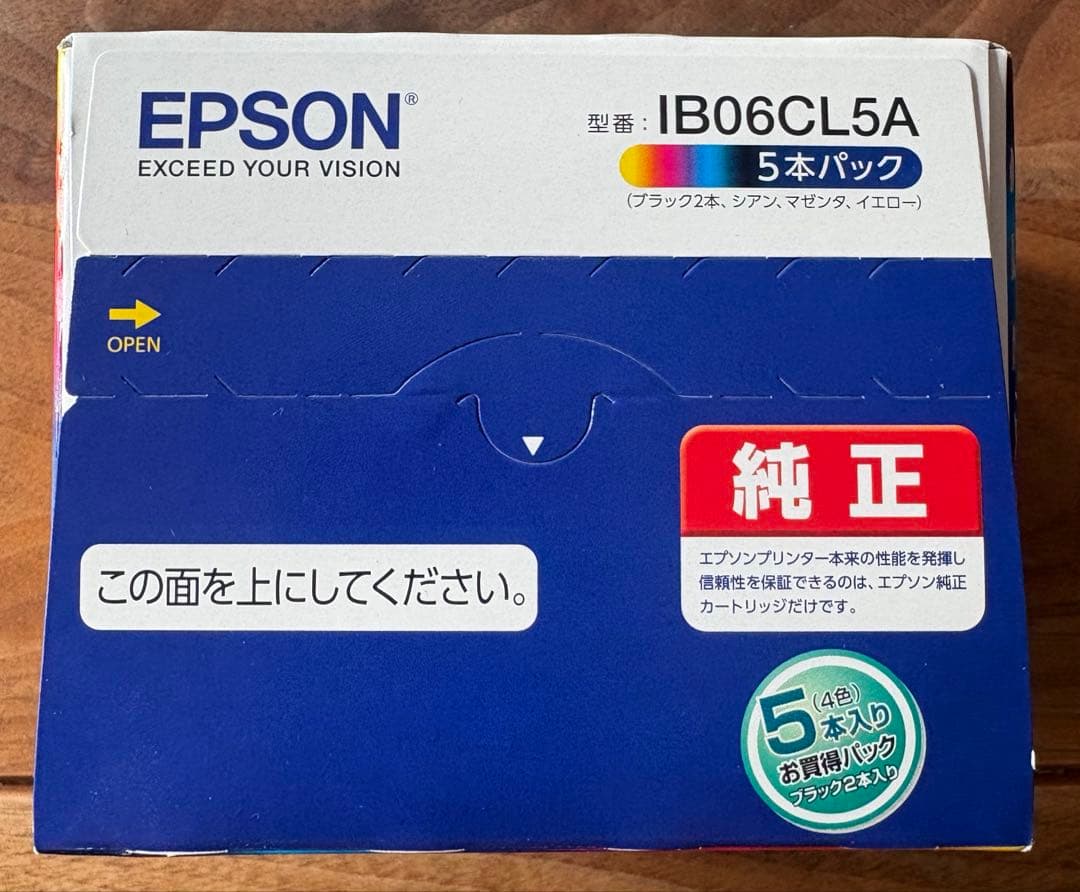 EPSON®
EXCEED YOUR VISION
型番:IB06CL5A
5本パック
(ブラック2本、シアン、マゼンタ、イエロー)
OPEN
純正
エプソンプリンター本来の性能を発揮し
信頼性を保証できるのは、エプソン純正
カートリッジだけです。
この面を上にしてください。
5(4色)
本入り
お買得パック
ブラック2本入り